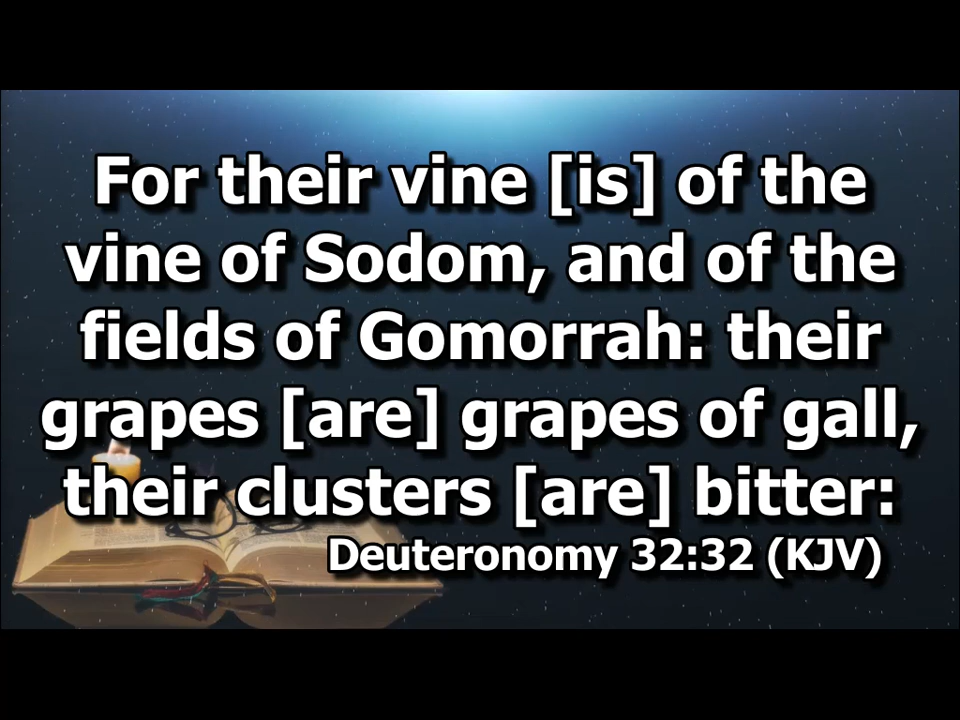 For their vine [is] of the
vine of Sodom, and of the
fields of Gomorrah: their
grapes [are] grapes of gall,
their clusters [are] bitter:
Deuteronomy 32:32 (KJV)